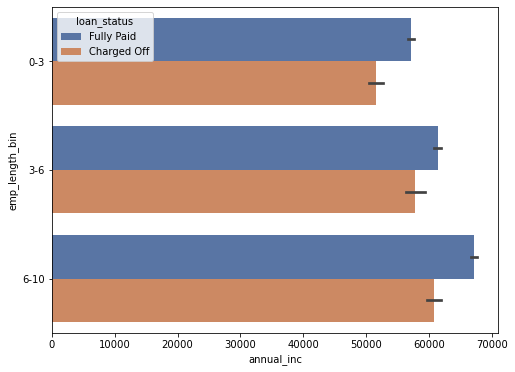 loan_status
Fully Paid
Charged Off
0-3
3-6
6-10
emp_length_bin
0 10000 20000 30000 40000 50000 60000 70000
annual_inc